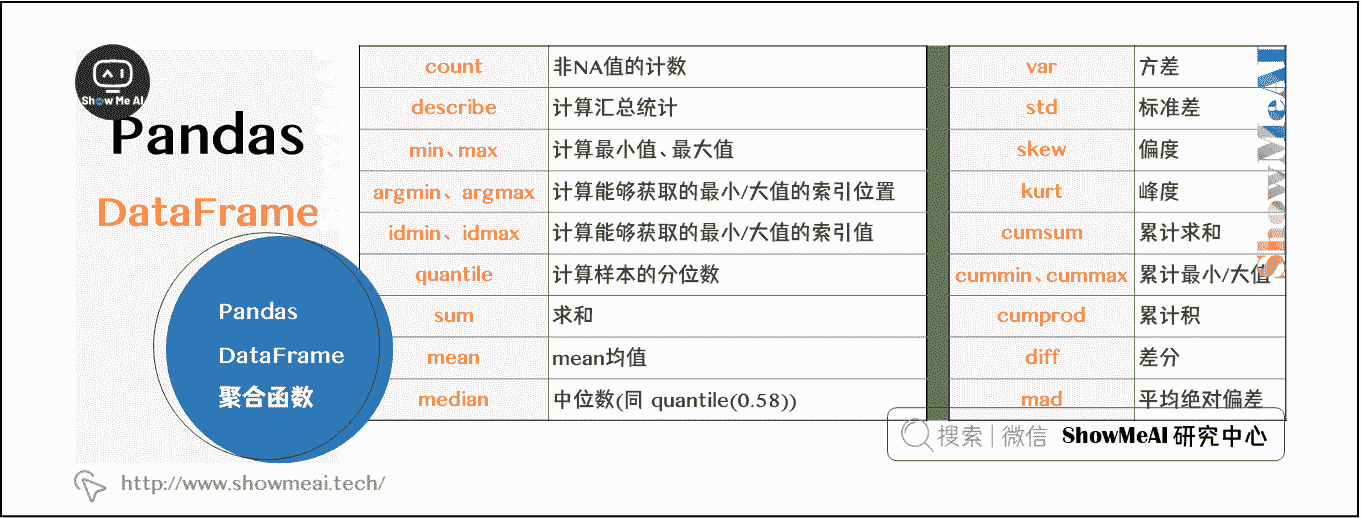 Show Me AI
Pandas
DataFrame
Pandas
DataFrame
聚合函数
http://www.showmeai.tech/
count 非NA值的计数
describe 计算汇总统计
min、max 计算最小值、最大值
argmin、argmax 计算能够获取的最小/大值的索引位置
idmin、idmax 计算能够获取的最小/大值的索引值
quantile 计算样本的分位数
sum 求和
mean mean均值
median 中位数(同 quantile(0.58))
var 方差
std 标准差
skew 偏度
kurt 峰度
cumsum 累计求和
cummin、cummax 累计最小/大值
cumprod 累计积
diff 差分
mad 平均绝对偏差
ShowMeAI
搜索 | 微信 ShowMeAI 研究中心